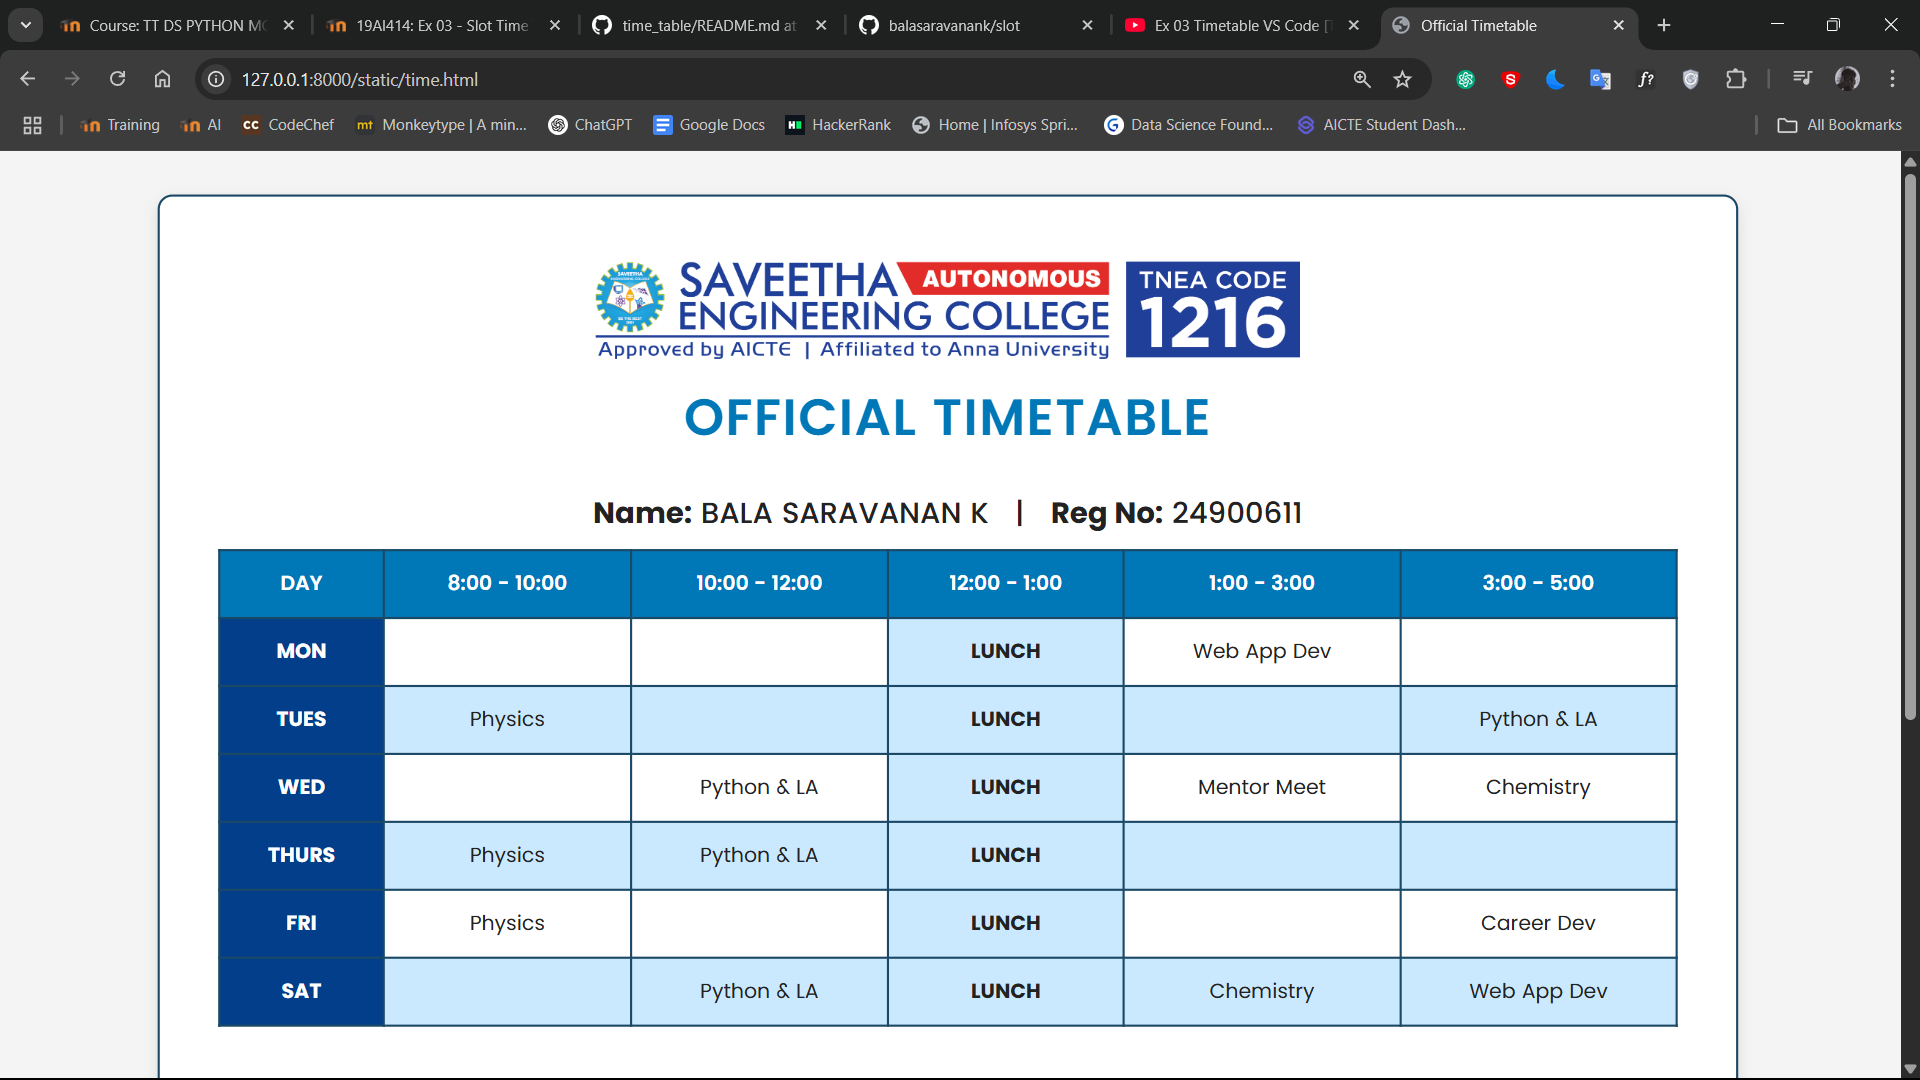 Course: TT DS PYTHON MO
19AI414: Ex 03 - Slot Time
time_table/README.md at
balasaravanank/slot
Ex 03 Timetable VS Code [
Official Timetable
127.0.0.1:8000/static/time.html
Training
AI
CodeChef
Monkeytype | A min...
ChatGPT
Google Docs
HackerRank
Home | Infosys Spri...
Data Science Found...
AICTE Student Dash...
All Bookmarks
SAVEETHA AUTONOMOUS
ENGINEERING COLLEGE
Approved by AICTE | Affiliated to Anna University
TNEA CODE
1216
OFFICIAL TIMETABLE
Name: BALA SARAVANAN K | Reg No: 24900611
DAY 8:00 - 10:00 10:00 - 12:00 12:00 - 1:00 1:00 - 3:00 3:00 - 5:00
MON LUNCH Web App Dev
TUES Physics LUNCH Python & LA
WED Python & LA LUNCH Mentor Meet Chemistry
THURS Physics Python & LA LUNCH
FRI Physics LUNCH Career Dev
SAT Python & LA LUNCH Chemistry Web App Dev